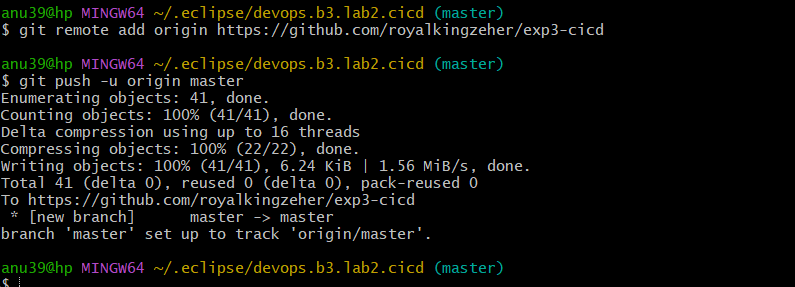 anu39@hp MINGW64 ~/.eclipse/devops.b3.lab2.cicd (master)
$ git remote add origin https://github.com/royalkingzeher/exp3-cicd
anu39@hp MINGW64 ~/.eclipse/devops.b3.lab2.cicd (master)
$ git push -u origin master
Enumerating objects: 41, done.
Counting objects: 100% (41/41), done.
Delta compression using up to 16 threads
Compressing objects: 100% (22/22), done.
Writing objects: 100% (41/41), 6.24 KiB | 1.56 MiB/s, done.
Total 41 (delta 0), reused 0 (delta 0), pack-reused 0
To https://github.com/royalkingzeher/exp3-cicd
 * [new branch]      master -> master
branch 'master' set up to track 'origin/master'.
anu39@hp MINGW64 ~/.eclipse/devops.b3.lab2.cicd (master)
$